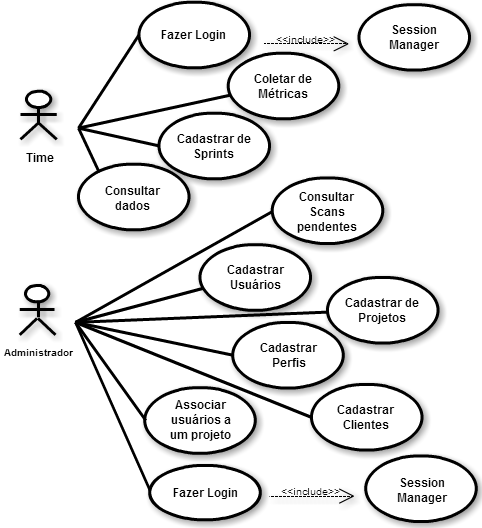 Fazer Login
<<include>>
Session
Manager
Coletar de
Métricas
Time
Cadastrar de
Sprints
Consultar
dados
Consultar
Scans
pendentes
Cadastrar
Usuários
Cadastrar de
Projetos
Administrador
Cadastrar
Perfis
Associar
usuários a
um projeto
Cadastrar
Clientes
Fazer Login
<<include>>
Session
Manager